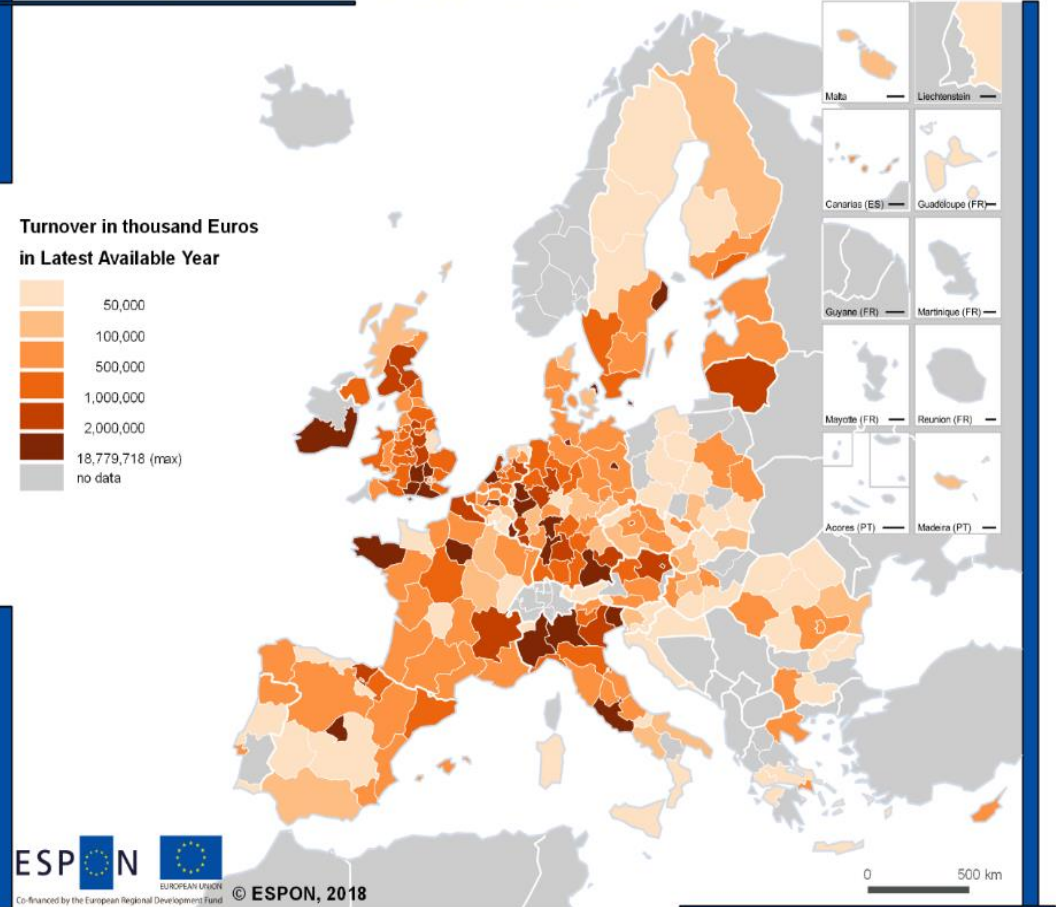 Malta
Liechtenstein
Canarias (ES)
Guadeloupe (FR)
Turnover in thousand Euros
in Latest Available Year
50,000
100,000
500,000
1,000,000
2,000,000
18,779,718 (max)
no data
Guyane (FR)
Martinique (FR)
Mayotte (FR)
Reunion (FR)
Acores (PT)
Madeira (PT)
ESPON
EUROPEAN UNION
Co-financed by the European Regional Development Fund
© ESPON, 2018
0 500 km